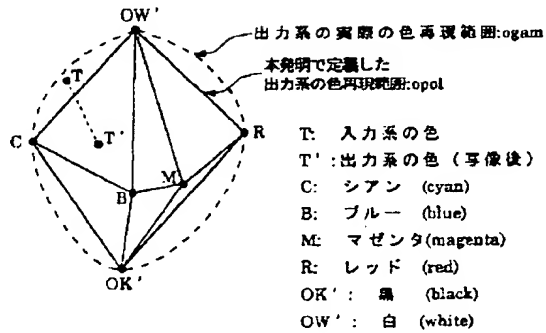 OW'
出力系の実際の色再現範囲:ogam
本発明で定義した
出力系の色再現範囲:opol
T
T'
C
R
M
B
OK'
T: 入力系の色
T':出力系の色(写像後)
C: シアン (cyan)
B: ブルー (blue)
M: マゼンタ(magenta)
R: レッド (red)
OK': 黒 (black)
OW': 白 (white)